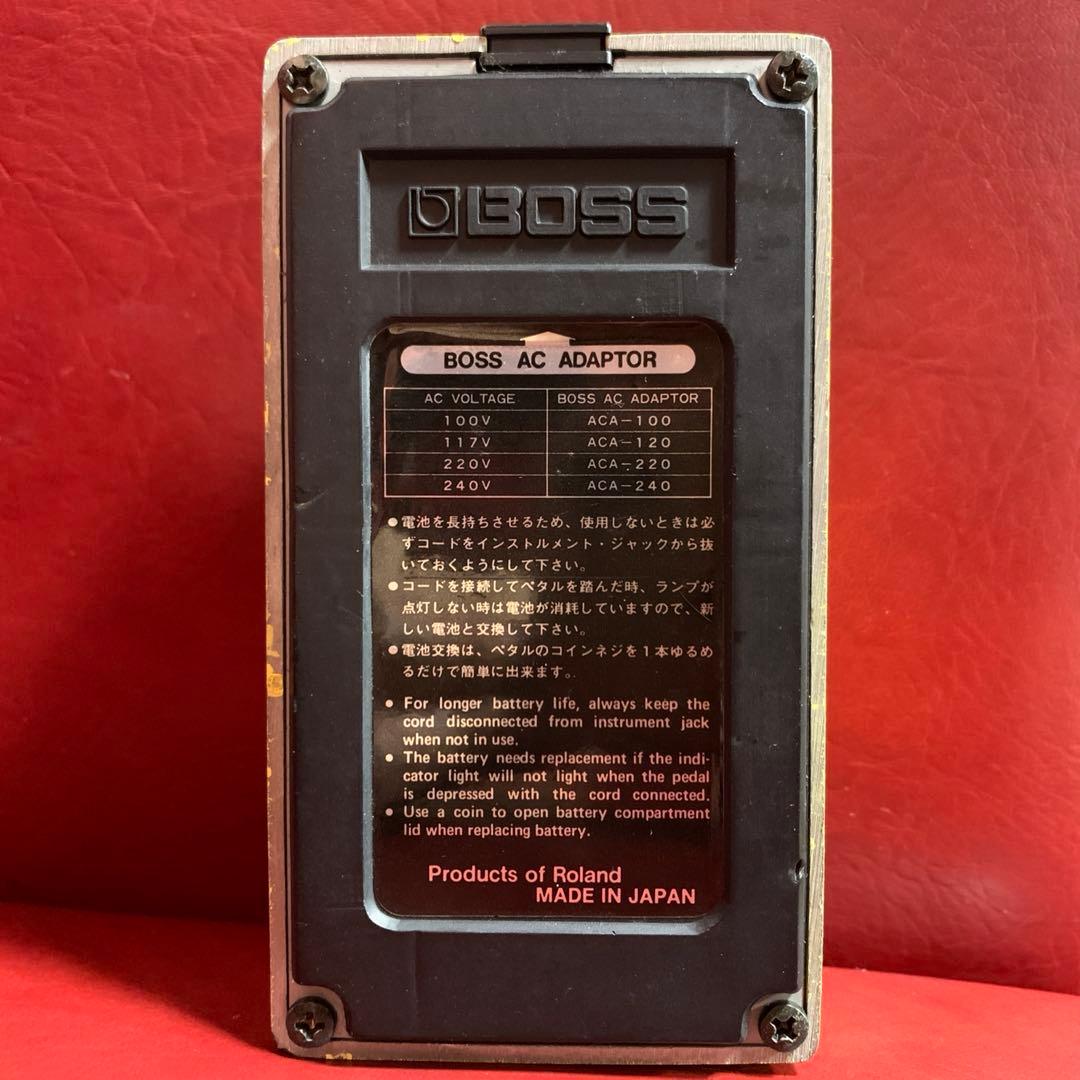 BOSS
BOSS AC ADAPTOR
AC VOLTAGE BOSS AC ADAPTOR
100V ACA-100
117V ACA-120
220V ACA-220
240V ACA-240
●電池を長持ちさせるため、使用しないときは必
ずコードをインストルメント・ジャックから抜
いておくようにして下さい。
●コードを接続してペタルを踏んだ時、ランプが
点灯しない時は電池が消耗していますので、新
しい電池と交換して下さい。
●電池交換は、ペタルのコインネジを1本ゆるめ
るだけで簡単に出来ます。
● For longer battery life, always keep the
cord disconnected from instrument jack
when not in use.
● The battery needs replacement if the indi-
cator light will not light when the pedal
is depressed with the cord connected.
● Use a coin to open battery compartment
lid when replacing battery.
Products of Roland
MADE IN JAPAN